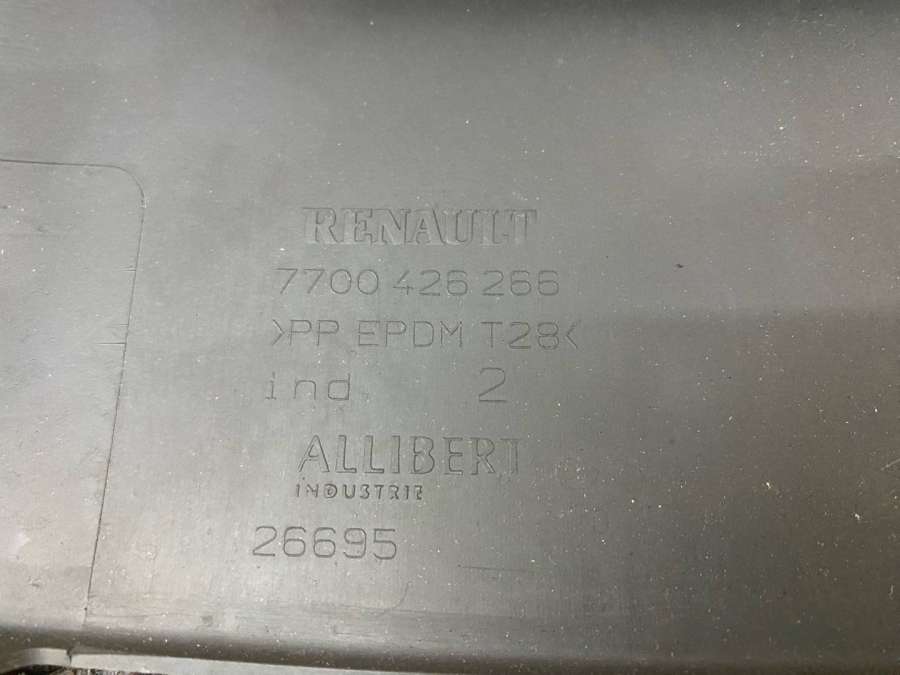 RENAULT
7700 426 266
>PP EPDM T28<
ind 2
ALLIBERT
INDUSTRIE
26695